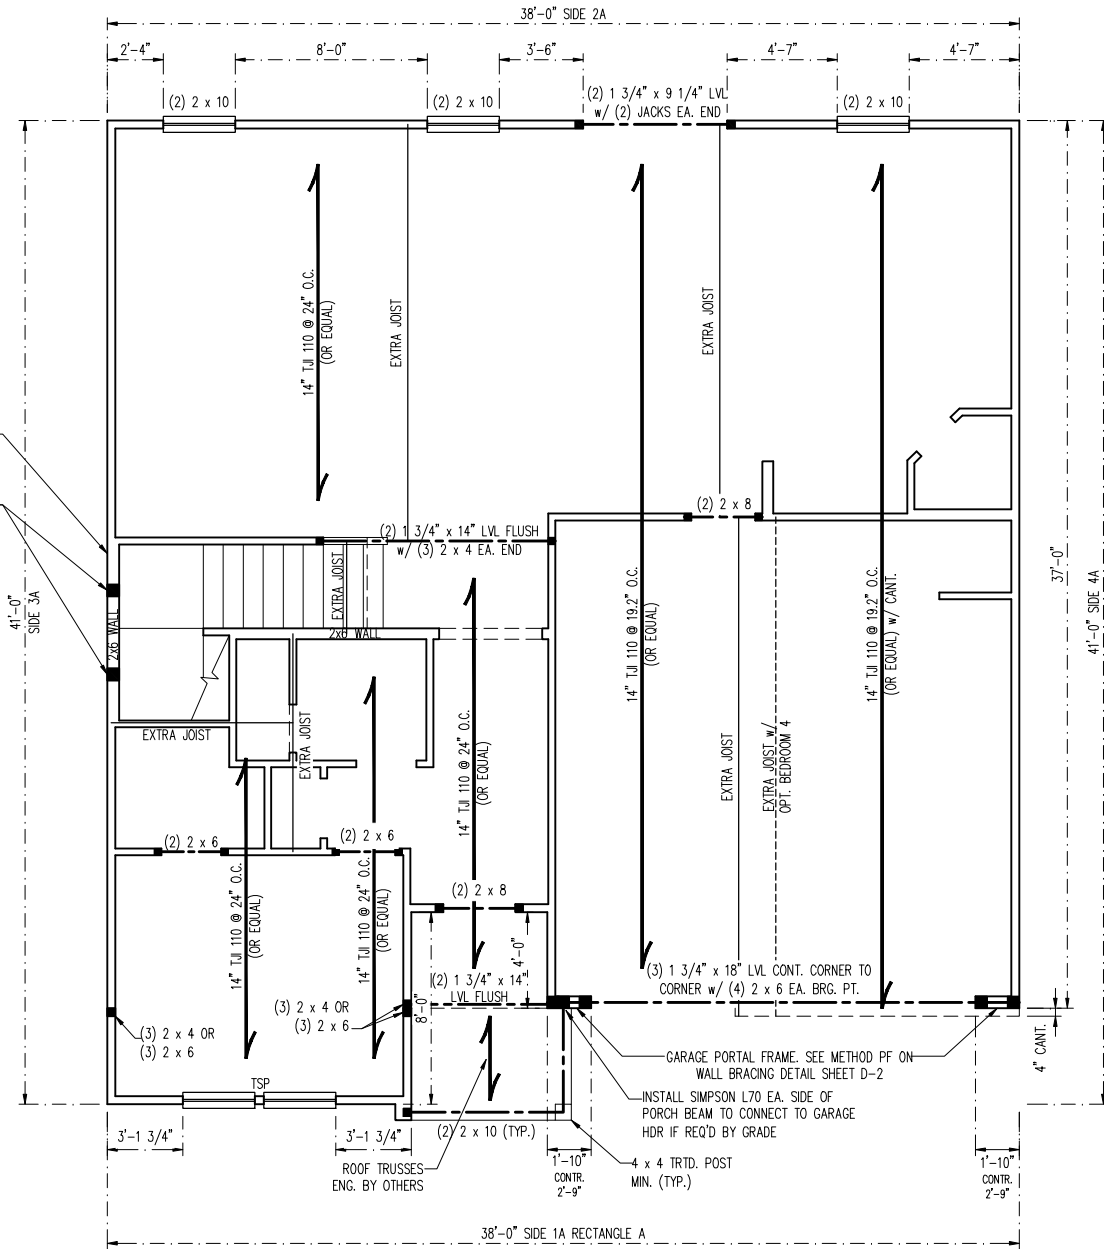 38'-0" SIDE 2A
2'-4"
8'-0"
3'-6"
4'-7"
4'-7"
(2) 2 x 10
(2) 2 x 10
(2) 1 3/4" x 9 1/4" LVL
w/ (2) JACKS EA. END
(2) 2 x 10
14" TJI 110 @ 24" O.C.
(OR EQUAL)
EXTRA JOIST
EXTRA JOIST
41'-0"
SIDE 3A
37'-0"
41'-0" SIDE 4A
(2) 2 x 8
(2) 1 3/4" x 14" LVL FLUSH
w/ (3) 2 x 4 EA. END
EXTRA JOIST
2x6 WALL
2x6 WALL
14" TJI 110 @ 19.2" O.C.
(OR EQUAL)
14" TJI 110 @ 19.2" O.C.
(OR EQUAL) w/ CANT.
EXTRA JOIST
EXTRA JOIST
14" TJI 110 @ 24" O.C.
(OR EQUAL)
EXTRA JOIST
EXTRA JOIST w/
OPT. BEDROOM 4
(2) 2 x 6
(2) 2 x 6
14" TJI 110 @ 24" O.C.
(OR EQUAL)
14" TJI 110 @ 24" O.C.
(OR EQUAL)
(2) 2 x 8
4'-0"
8'-0"
(2) 1 3/4" x 14"
LVL FLUSH
(3) 1 3/4" x 18" LVL CONT. CORNER TO
CORNER w/ (4) 2 x 6 EA. BRG. PT.
(3) 2 x 4 OR
(3) 2 x 6
(3) 2 x 4 OR
(3) 2 x 6
4" CANT.
GARAGE PORTAL FRAME. SEE METHOD PF ON
WALL BRACING DETAIL SHEET D-2
TSP
INSTALL SIMPSON L70 EA. SIDE OF
PORCH BEAM TO CONNECT TO GARAGE
HDR IF REQ'D BY GRADE
(2) 2 x 10 (TYP.)
3'-1 3/4"
3'-1 3/4"
ROOF TRUSSES
ENG. BY OTHERS
1'-10"
CONTR.
2'-9"
4 x 4 TRTD. POST
MIN. (TYP.)
1'-10"
CONTR.
2'-9"
38'-0" SIDE 1A RECTANGLE A